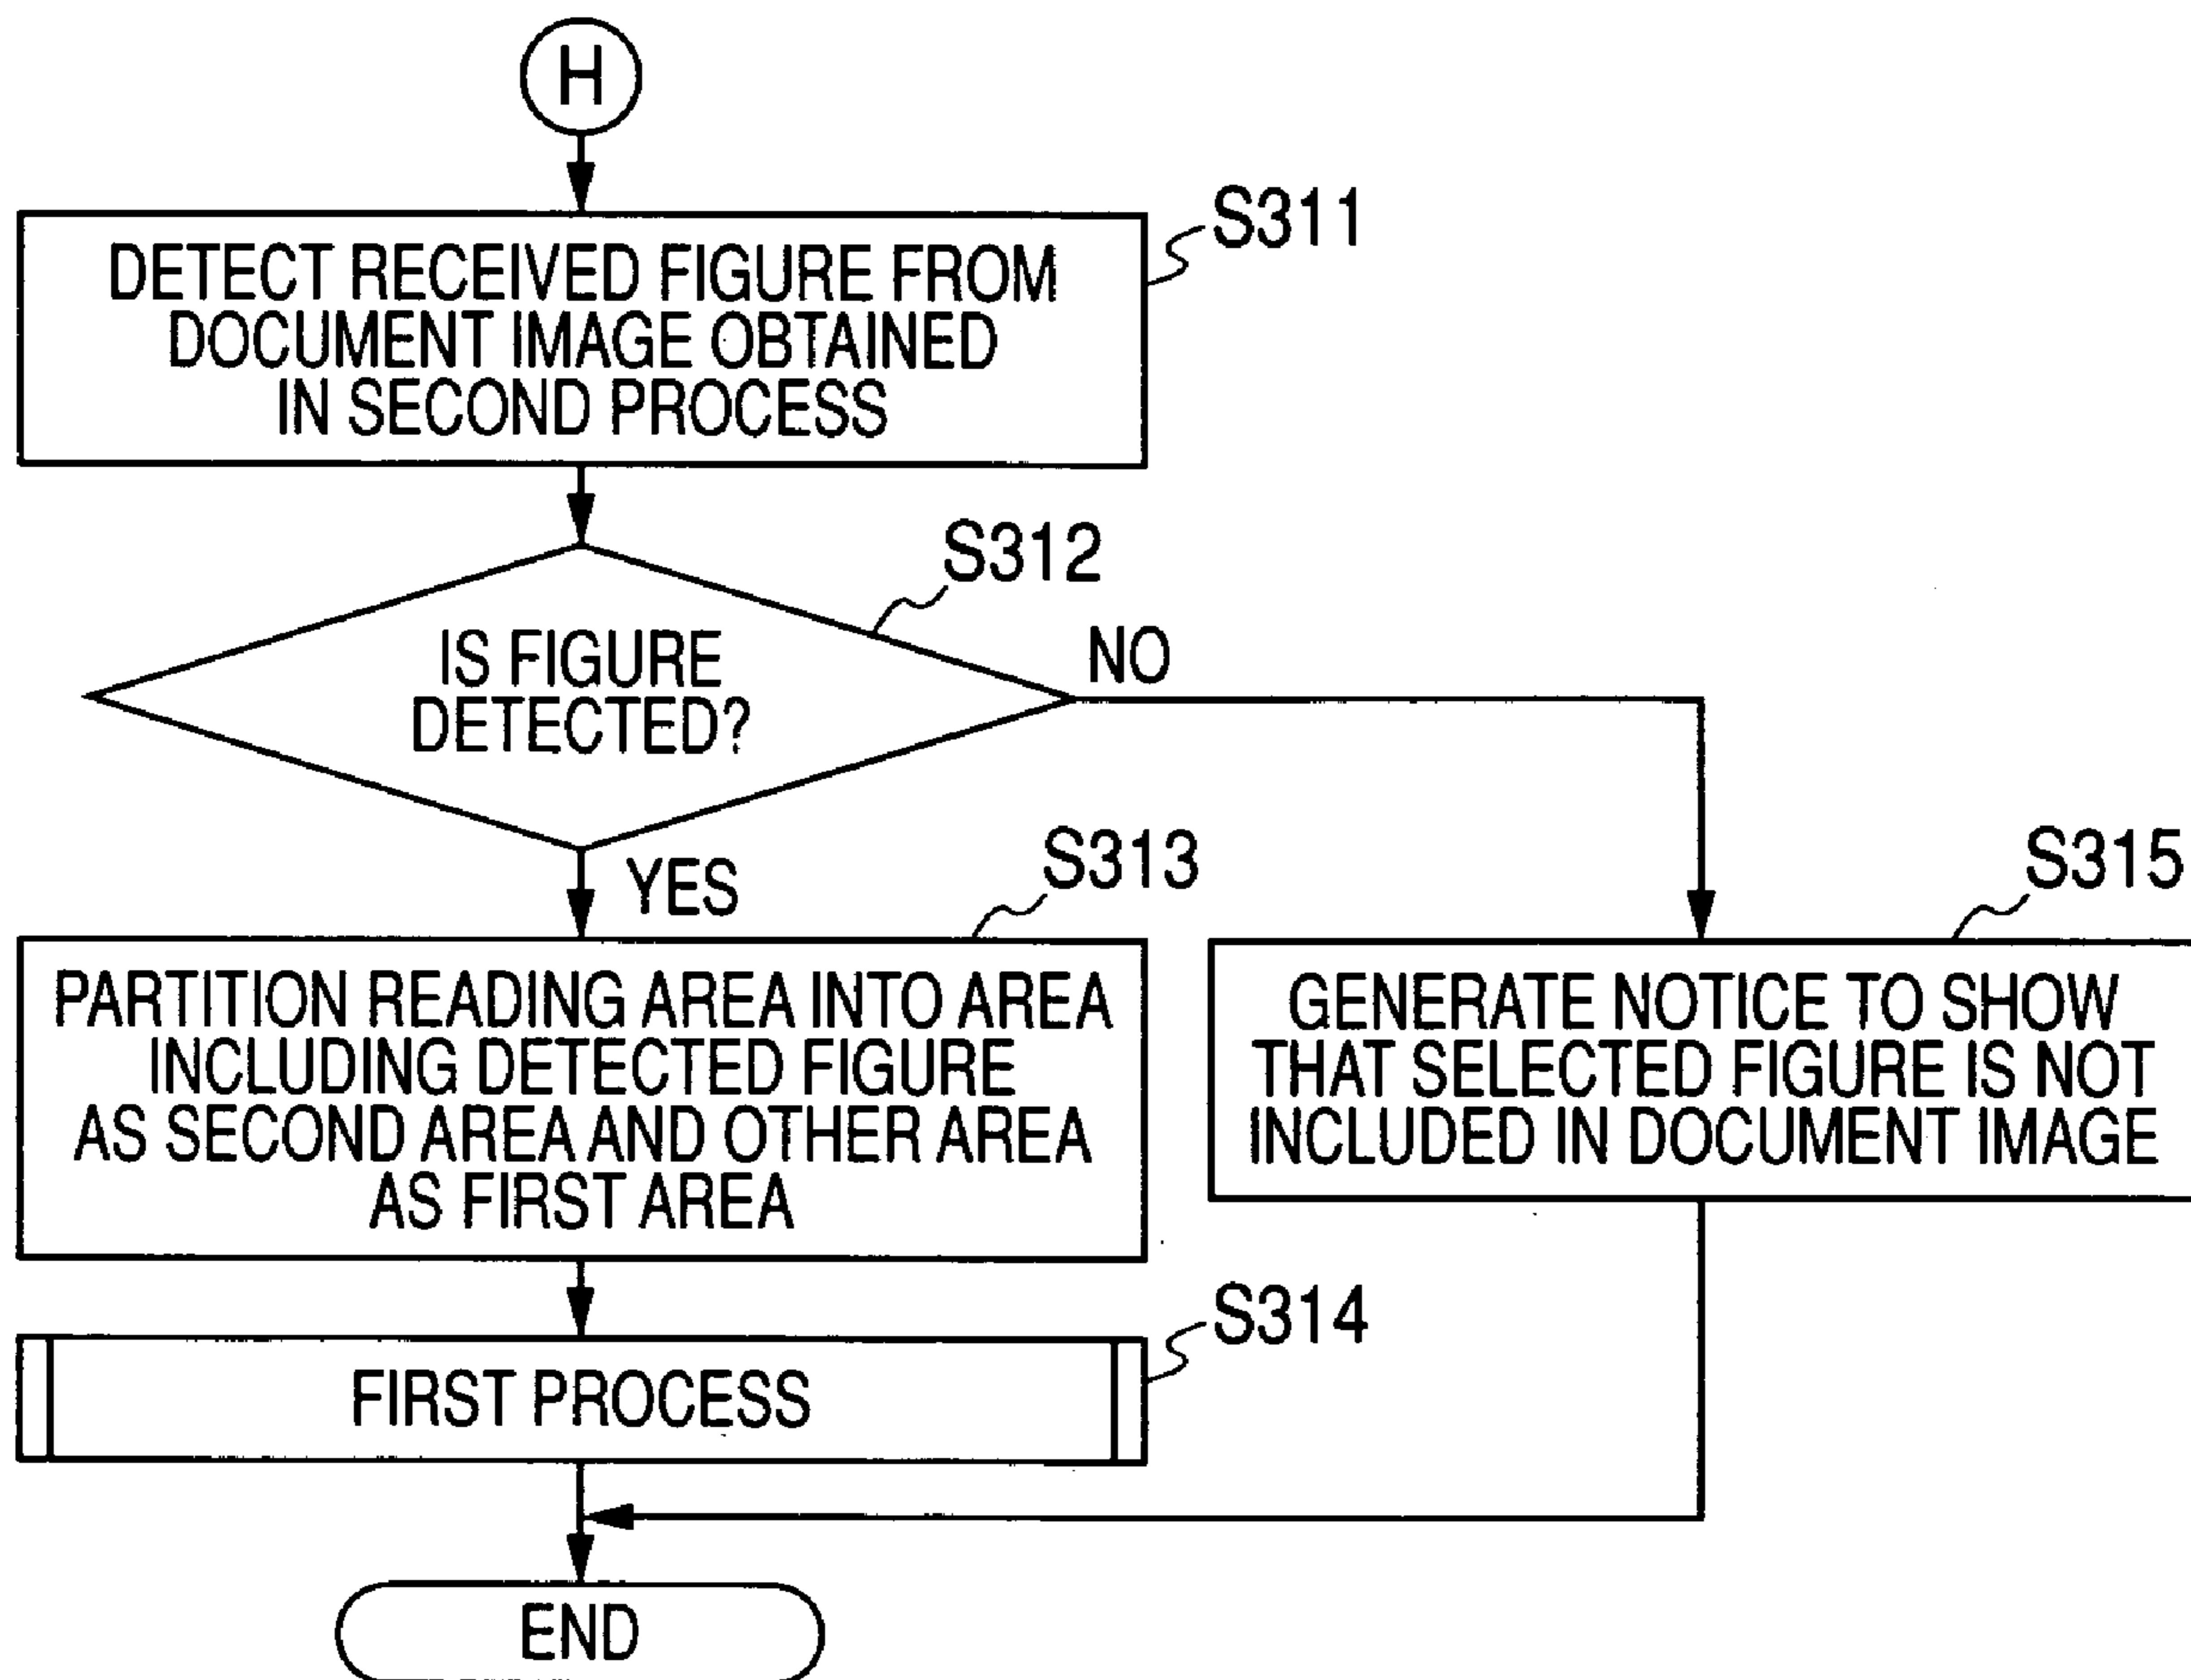 H
S311
DETECT RECEIVED FIGURE FROM
DOCUMENT IMAGE OBTAINED
IN SECOND PROCESS
S312
IS FIGURE
DETECTED?
NO
YES
S313
PARTITION READING AREA INTO AREA
INCLUDING DETECTED FIGURE
AS SECOND AREA AND OTHER AREA
AS FIRST AREA
S315
GENERATE NOTICE TO SHOW
THAT SELECTED FIGURE IS NOT
INCLUDED IN DOCUMENT IMAGE
S314
FIRST PROCESS
END